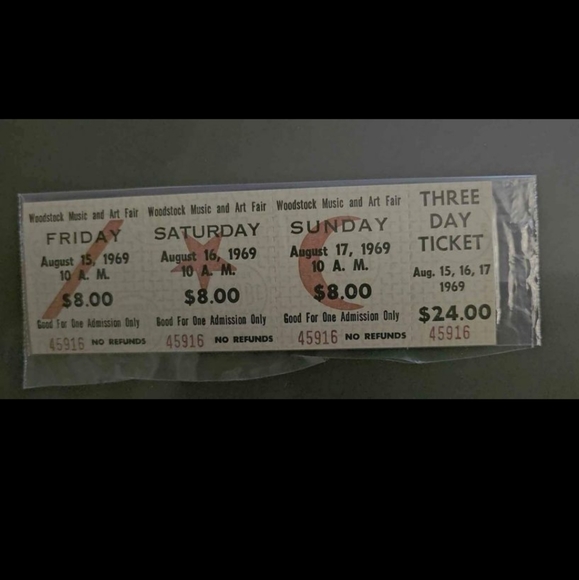 Woodstock Music and Art Fair
FRIDAY
August 15, 1969
10 A. M.
$8.00
Good For One Admission Only
45916 NO REFUNDS
Woodstock Music and Art Fair
SATURDAY
August 16, 1969
10 A. M.
$8.00
Good For One Admission Only
45916 NO REFUNDS
Woodstock Music and Art Fair
SUNDAY
August 17, 1969
10 A. M.
$8.00
Good For One Admission Only
45916 NO REFUNDS
THREE
DAY
TICKET
Aug. 15, 16, 17
1969
$24.00
45916